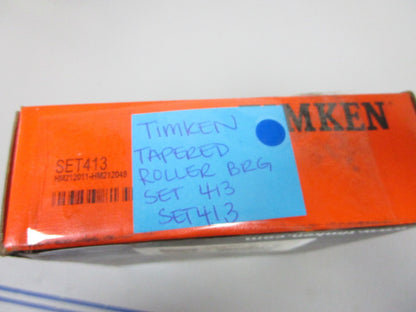 SET413
HM212011-HM212049
TIMKEN
TAPERED
ROLLER BRG
SET 413
SET413
MKEN